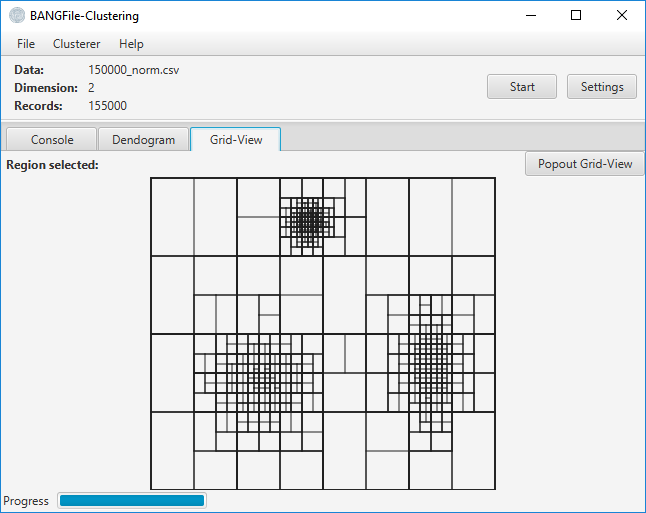 BANGFile-Clustering
File Clusterer Help
Data: 150000_norm.csv
Dimension: 2
Records: 155000
Start Settings
Console Dendogram Grid-View
Region selected: Popout Grid-View
Progress